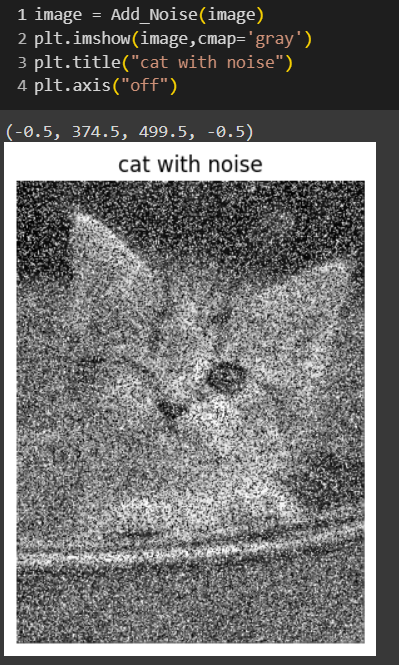 1 image = Add_Noise(image)
2 plt.imshow(image,cmap='gray')
3 plt.title("cat with noise")
4 plt.axis("off")
(-0.5, 374.5, 499.5, -0.5)
cat with noise